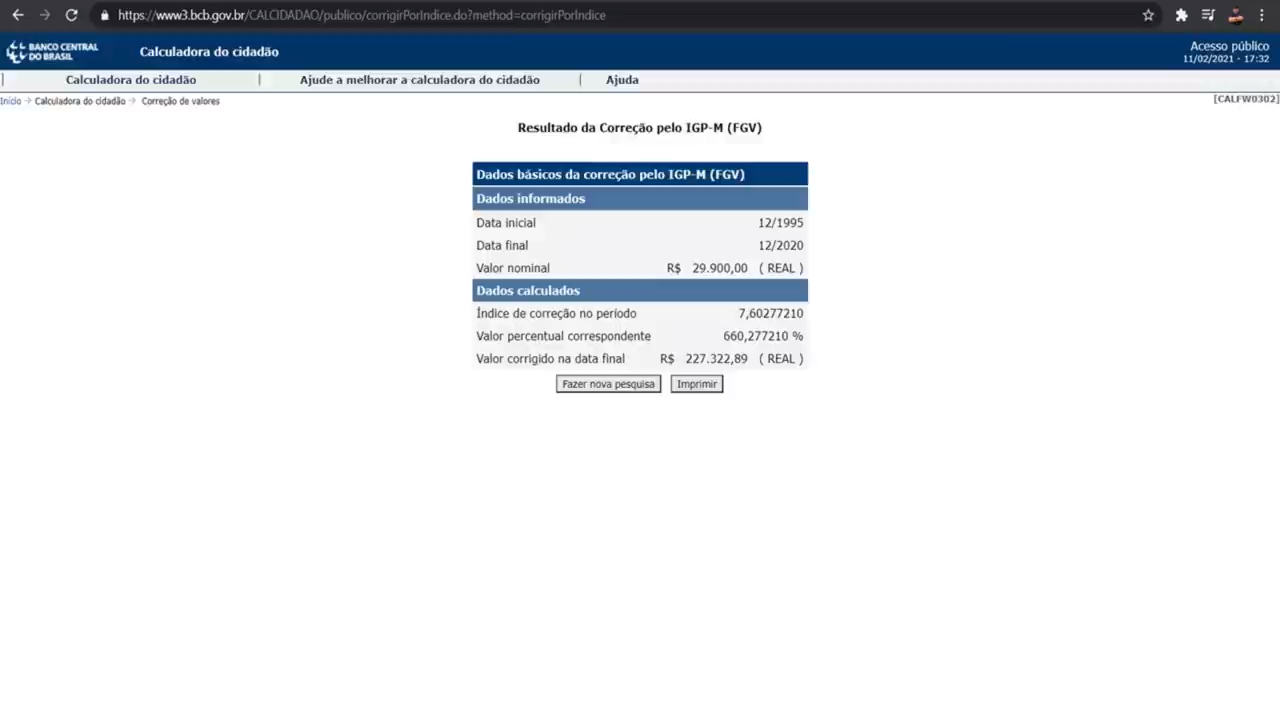 https://www3.bcb.gov.br/CALCIDADAO/publico/corrigirPorIndice.do?method=corrigirPorIndice
BANCO CENTRAL
DO BRASIL
Calculadora do cidadão
Acesso público
11/02/2021 - 17:32
| Calculadora do cidadão | Ajude a melhorar a calculadora do cidadão | Ajuda
Início → Calculadora do cidadão → Correção de valores
[CALFW0302]
Resultado da Correção pelo IGP-M (FGV)
Dados básicos da correção pelo IGP-M (FGV)
Dados informados
Data inicial 12/1995
Data final 12/2020
Valor nominal R$ 29.900,00 ( REAL )
Dados calculados
Índice de correção no período 7,60277210
Valor percentual correspondente 660,277210 %
Valor corrigido na data final R$ 227.322,89 ( REAL )
Fazer nova pesquisa Imprimir